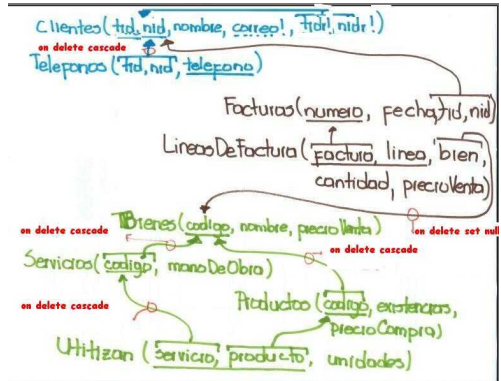 Clientes(tid, nid, nombre, correo!, tidr!, nidr!)
on delete cascade
Telefonos(tid, nid, telefono)
Facturas(numero, fecha, tid, nid)
LineasDeFactura(factura, linea, bien,
cantidad, precioVenta)
Bienes(codigo, nombre, precioVenta)
on delete cascade
on delete set null
on delete cascade
Servicios(codigo, manoDeObra)
on delete cascade
Productos(codigo, existencias,
precioCompra)
Utilizan(servicio, producto, unidades)